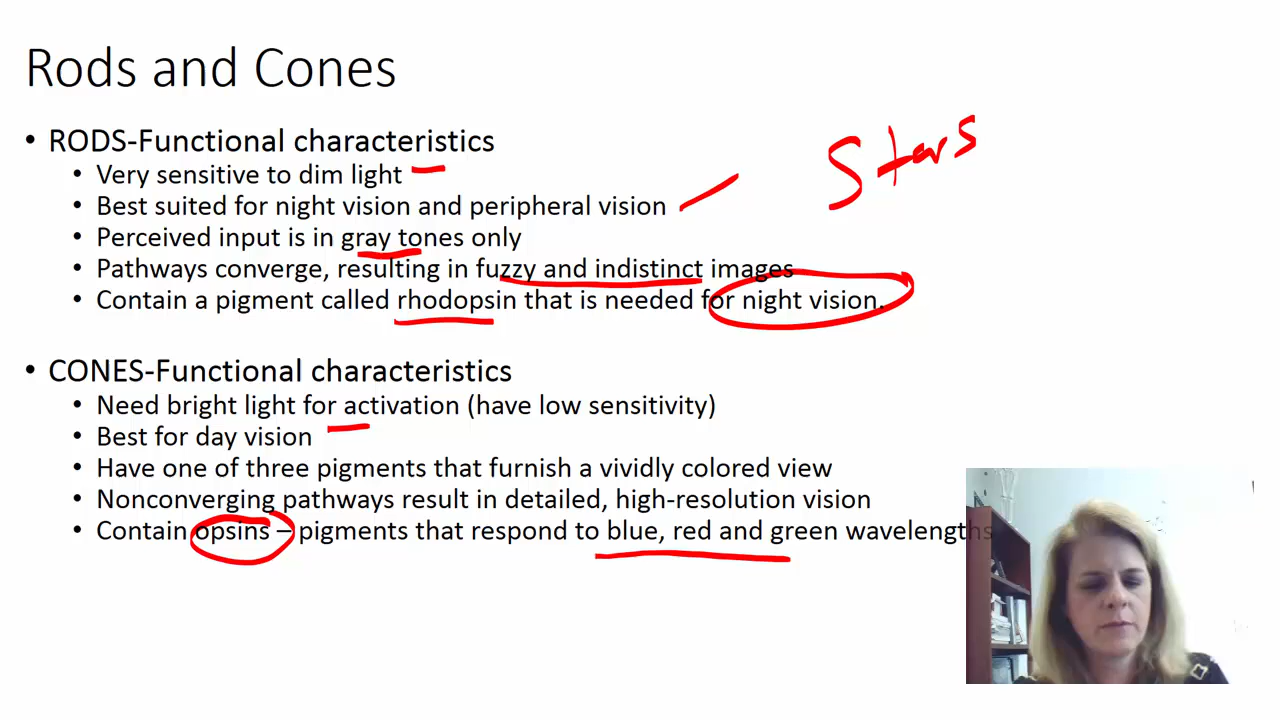 Rods and Cones
• RODS-Functional characteristics
• Very sensitive to dim light
• Best suited for night vision and peripheral vision
• Perceived input is in gray tones only
• Pathways converge, resulting in fuzzy and indistinct images
• Contain a pigment called rhodopsin that is needed for night vision.
Stars
• CONES-Functional characteristics
• Need bright light for activation (have low sensitivity)
• Best for day vision
• Have one of three pigments that furnish a vividly colored view
• Nonconverging pathways result in detailed, high-resolution vision
• Contain opsins – pigments that respond to blue, red and green wavelengths